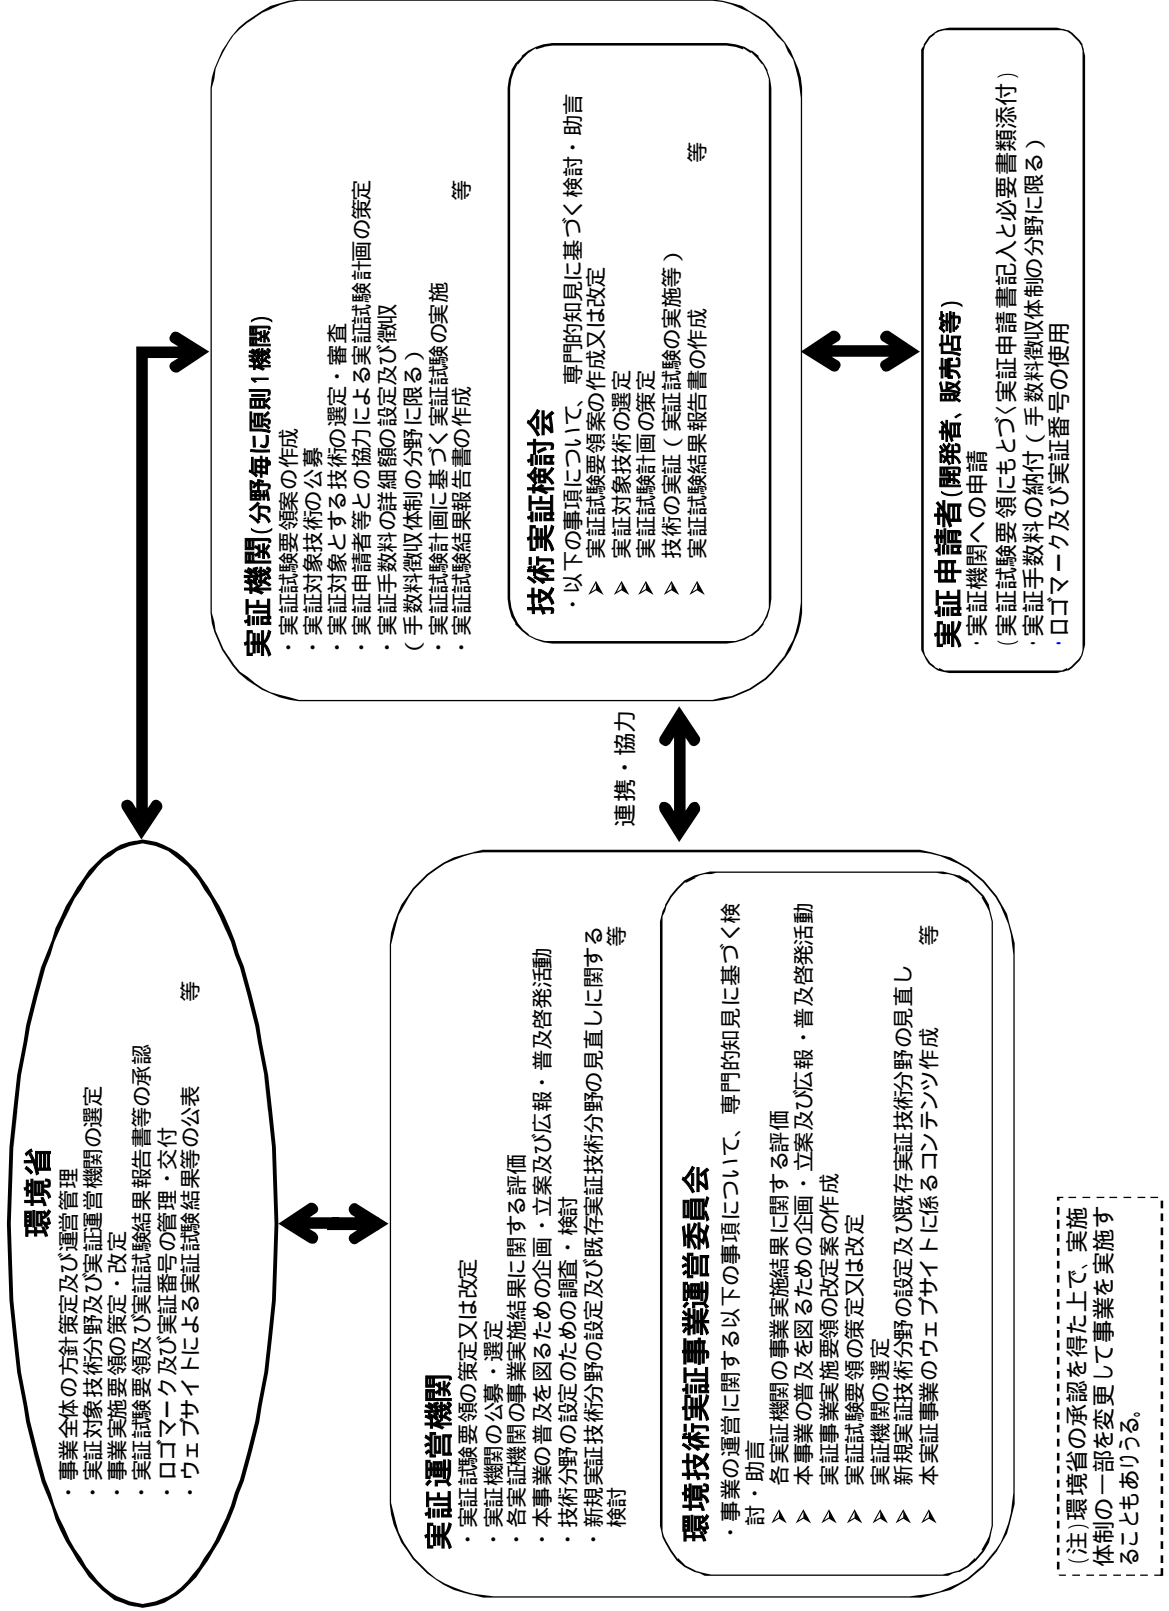 環境省
・事業全体の方針策定及び運営管理
・実証対象技術分野及び実証運営機関の選定
・事業実施要領の策定・改定
・実証試験要領及び実証試験結果報告書等の承認
・ロゴマーク及び実証番号の管理・交付
・ウェブサイトによる実証試験結果等の公表
等
実証運営機関
・実証試験要領の策定又は改定
・実証機関の公募・選定
・各実証機関の事業実施結果に関する評価
・本事業の普及を図るための企画・立案及び広報・普及啓発活動
・技術分野の設定のための調査・検討
・新規実証技術分野の設定及び既存実証技術分野の見直しに関する
検討
等
環境技術実証事業運営委員会
・事業の運営に関する以下の事項について、専門的知見に基づく検
討・助言
➢ 各実証機関の事業実施結果に関する評価
➢ 本事業の普及を図るための企画・立案及び広報・普及啓発活動
➢ 実証事業実施要領の改定案の作成
➢ 実証試験要領の策定又は改定
➢ 実証機関の選定
➢ 新規実証技術分野の設定及び既存実証技術分野の見直し
➢ 本実証事業のウェブサイトに係るコンテンツ作成
等
(注)環境省の承認を得た上で、実施
体制の一部を変更して事業を実施す
ることもありうる。
連携・協力
実証機関(分野毎に原則1機関)
・実証試験要領案の作成
・実証対象技術の公募
・実証対象とする技術の選定・審査
・実証申請者等との協力による実証試験計画の策定
・実証手数料の詳細額の設定及び徴収
(手数料徴収体制の分野に限る)
・実証試験計画に基づく実証試験の実施
・実証試験結果報告書の作成
等
技術実証検討会
・以下の事項について、専門的知見に基づく検討・助言
➢ 実証試験要領案の作成又は改定
➢ 実証対象技術の選定
➢ 実証試験計画の策定
➢ 技術の実証(実証試験の実施等)
➢ 実証試験結果報告書の作成
等
実証申請者(開発者、販売店等)
・実証機関への申請
(実証試験要領にもとづく実証申請書記入と必要書類添付)
・実証手数料の納付(手数料徴収体制の分野に限る)
・ロゴマーク及び実証番号の使用